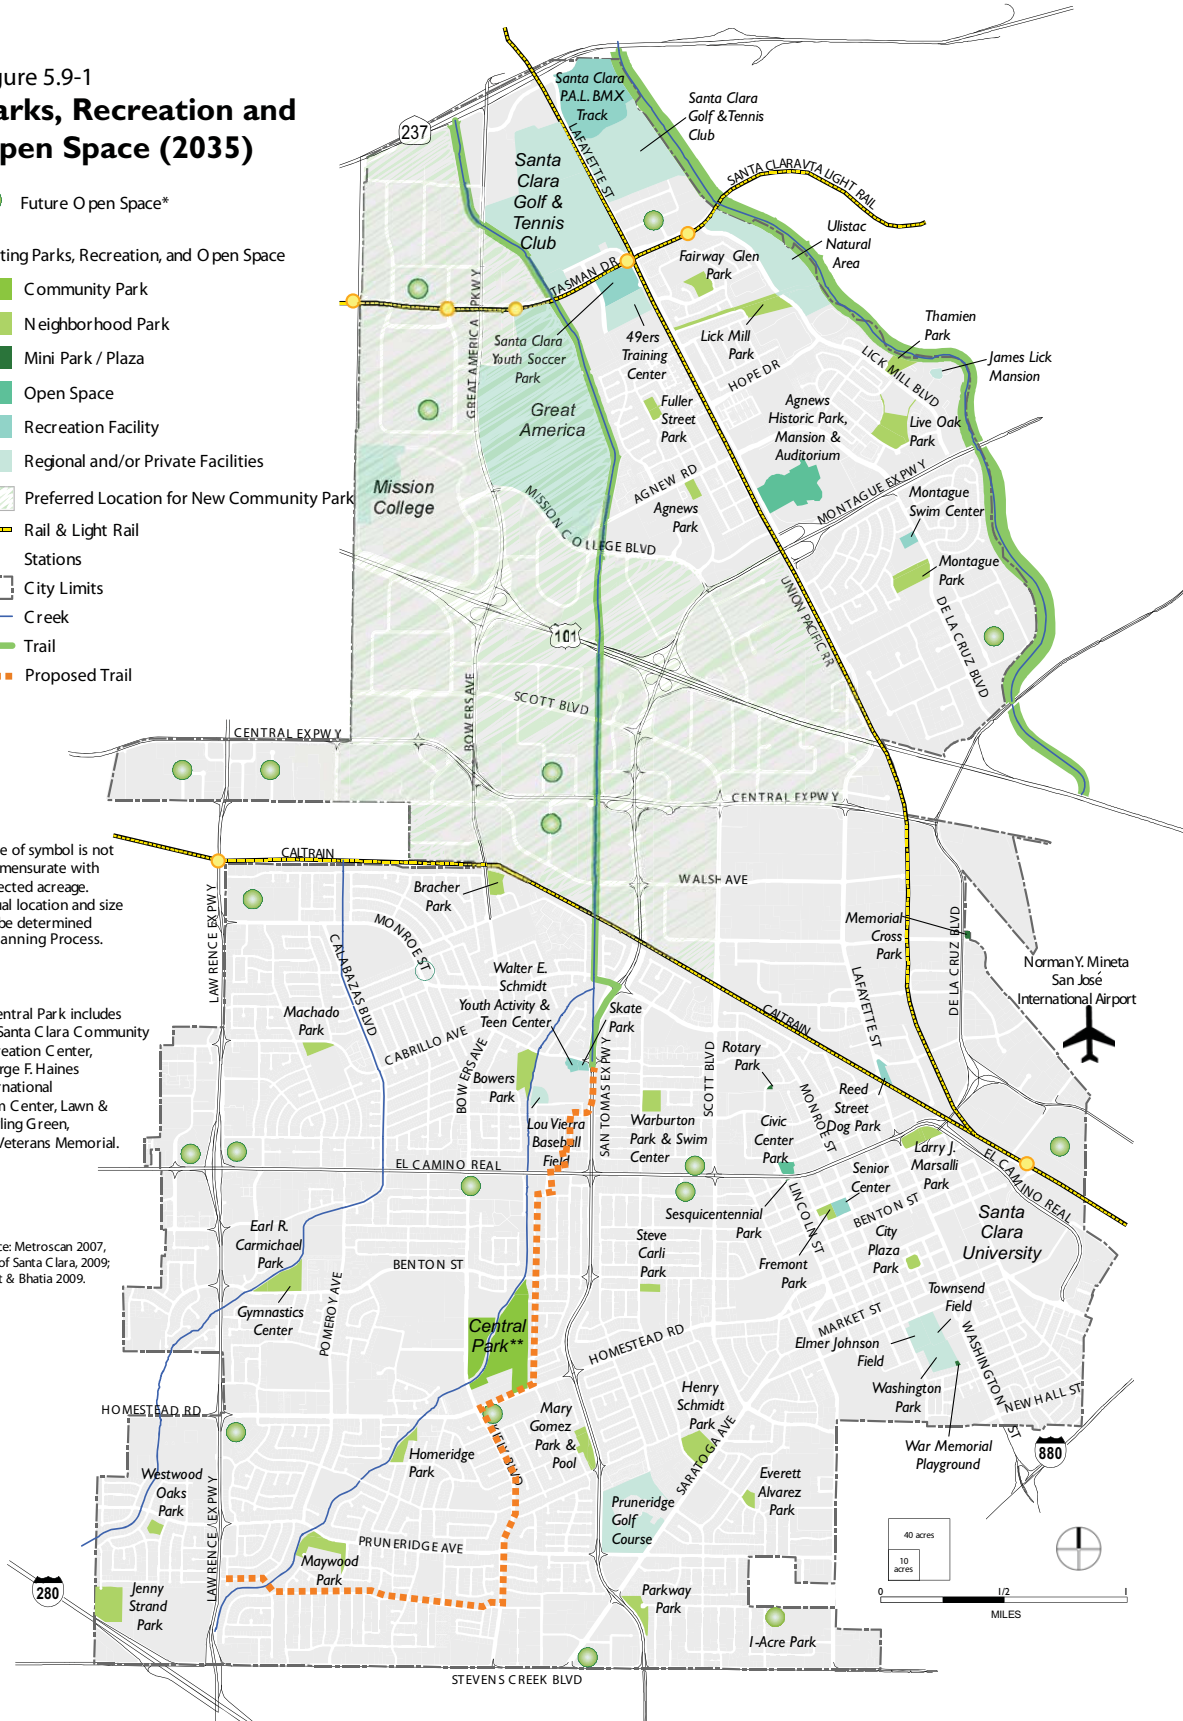 gure 5.9-1
arks, Recreation and
pen Space (2035)
Future Open Space*
ting Parks, Recreation, and Open Space
Community Park
Neighborhood Park
Mini Park / Plaza
Open Space
Recreation Facility
Regional and/or Private Facilities
Preferred Location for New Community Park
Rail & Light Rail
Stations
City Limits
Creek
Trail
Proposed Trail
e of symbol is not
mensurate with
ected acreage.
ual location and size
be determined
anning Process.
entral Park includes
Santa Clara Community
reation Center,
rge F. Haines
rnational
m Center, Lawn &
ling Green,
Veterans Memorial.
ce: Metroscan 2007,
of Santa Clara, 2009;
t & Bhatia 2009.
237
Santa Clara
P.A.L. BMX
Track
Santa Clara
Golf & Tennis
Club
LAFAYETTE ST
Santa
Clara
Golf &
Tennis
Club
SANTA CLARA VTA LIGHT RAIL
Ulistac
Natural
Area
Fairway Glen
Park
TASMAN DR
GREAT AMERICA PKWY
Santa Clara
Youth Soccer
Park
49ers
Training
Center
Lick Mill
Park
Thamien
Park
James Lick
Mansion
LICK MILL BLVD
HOPE DR
Great
America
Fuller
Street
Park
Agnews
Historic Park,
Mansion &
Auditorium
Live Oak
Park
Mission
College
AGNEW RD
Agnews
Park
MONTAGUE EXPWY
Montague
Swim Center
MISSION COLLEGE BLVD
Montague
Park
UNION PACIFIC RR
DE LA CRUZ BLVD
101
SCOTT BLVD
BOWERS AVE
CENTRAL EXPWY
CENTRAL EXPWY
CALTRAIN
WALSH AVE
Bracher
Park
LAWRENCE EXPWY
MONROE ST
CALABAZAS BLVD
Memorial
Cross
Park
DE LA CRUZ BLVD
Norman Y. Mineta
San José
International Airport
Walter E.
Schmidt
Youth Activity &
Teen Center
Skate
Park
Machado
Park
CABRILLO AVE
BOWERS AVE
Bowers
Park
SAN TOMAS EXPWY
CALTRAIN
LAFAYETTE ST
Rotary
Park
SCOTT BLVD
MONROE ST
Reed
Street
Dog Park
Lou Vierra
Baseball
Field
Warburton
Park & Swim
Center
Civic
Center
Park
Larry J.
Marsalli
Park
EL CAMINO REAL
EL CAMINO REAL
Senior
Center
LINCOLN ST
BENTON ST
Sesquicentennial
Park
Santa
Clara
University
City
Plaza
Park
Fremont
Park
Earl R.
Carmichael
Park
BENTON ST
Steve
Carli
Park
Gymnastics
Center
POMEROY AVE
Central
Park**
Townsend
Field
MARKET ST
Elmer Johnson
Field
HOMESTEAD RD
WASHINGTON ST
Washington
Park
NEWHALL ST
HOMESTEAD RD
Henry
Schmidt
Park
War Memorial
Playground
880
Mary
Gomez
Park &
Pool
KIELY BLVD
Homeridge
Park
SARATOGA AVE
Westwood
Oaks
Park
Everett
Alvarez
Park
Pruneridge
Golf
Course
LAWRENCE EXPWY
PRUNERIDGE AVE
Maywood
Park
280
Jenny
Strand
Park
Parkway
Park
1-Acre Park
STEVENS CREEK BLVD
40 acres
10
acres
0
1/2
1
MILES